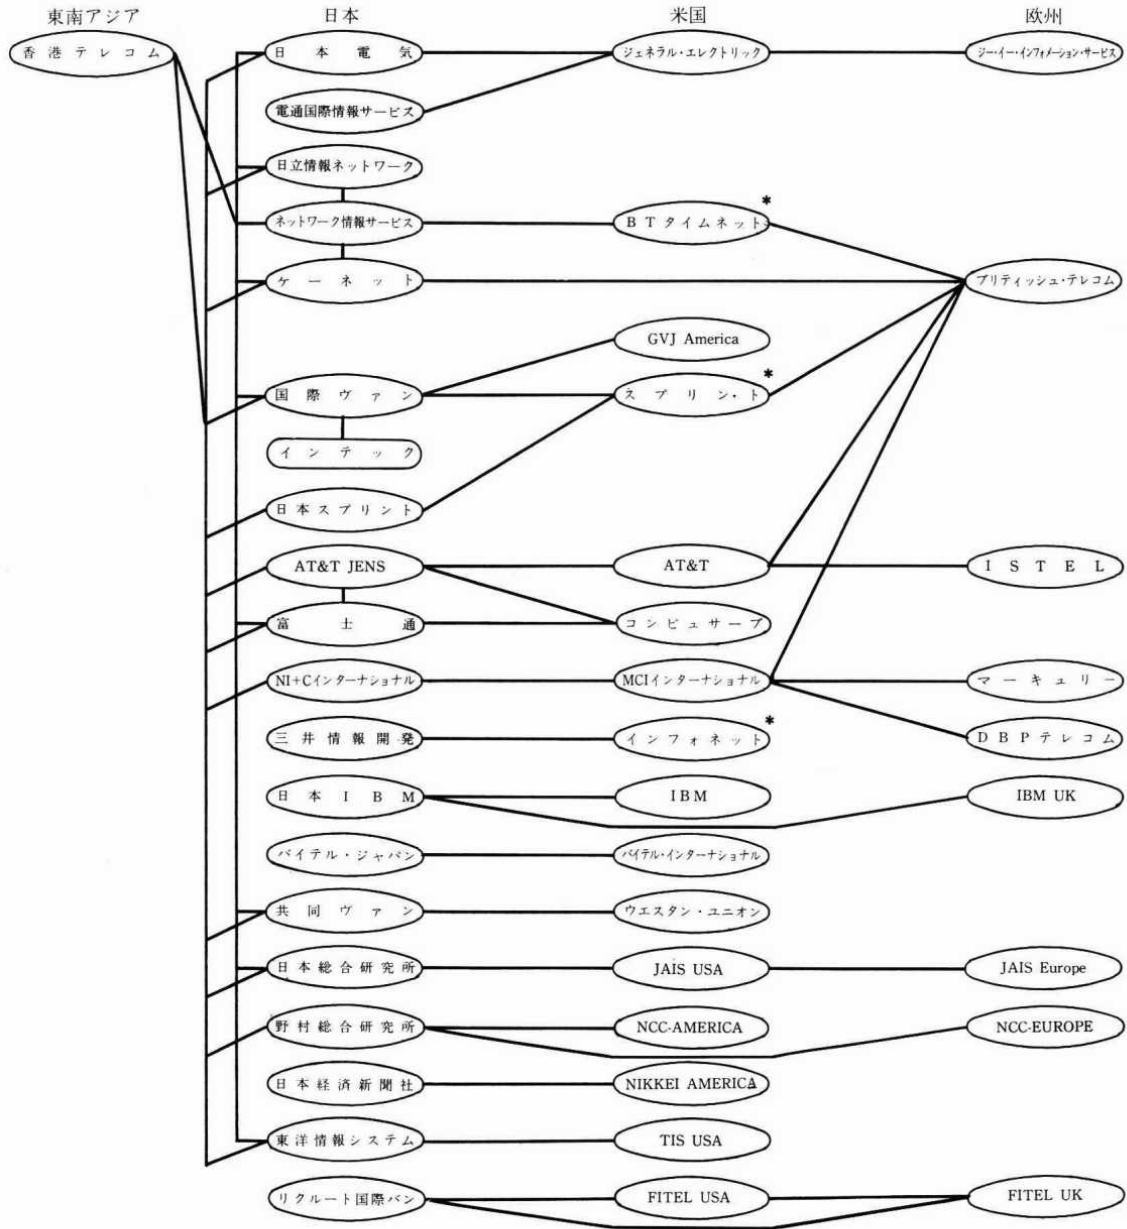 東南アジア 日本 米国 欧州
香港テレコム 日本電気 ジェネラル・エレクトリック ジー・イー・インフォメーション・サービス
電通国際情報サービス
日立情報ネットワーク
ネットワーク情報サービス BTタイムネット *
ケーネット ブリティッシュ・テレコム
GVJ America
国際ヴァン スプリン・ト *
インテック
日本スプリント
AT&T JENS AT&T ISTEL
富士通 コンピュサーブ
NI+Cインターナショナル MCIインターナショナル マーキュリー
三井情報開発 インフォネット * DBPテレコム
日本IBM IBM IBM UK
バイテル・ジャパン バイテル・インターナショナル
共同ヴァン ウエスタン・ユニオン
日本総合研究所 JAIS USA JAIS Europe
野村総合研究所 NCC-AMERICA NCC-EUROPE
日本経済新聞社 NIKKEI AMERICA
東洋情報システム TIS USA
リクルート国際バン FITEL USA FITEL UK